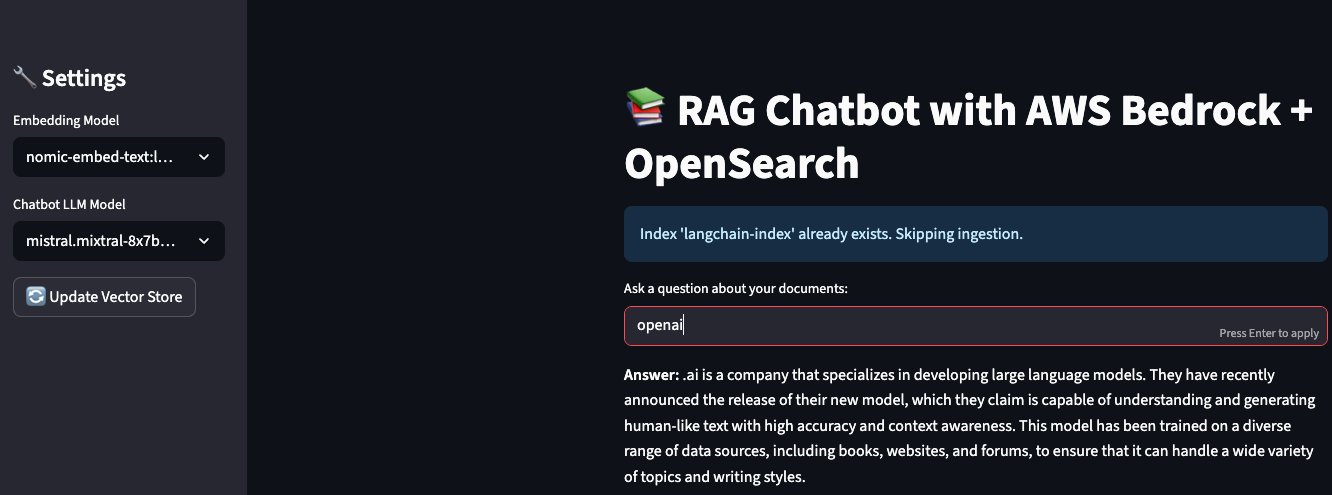 🔧 Settings
Embedding Model
nomic-embed-text:l...
Chatbot LLM Model
mistral.mixtral-8x7b...
🔄 Update Vector Store
📚 RAG Chatbot with AWS Bedrock +
OpenSearch
Index 'langchain-index' already exists. Skipping ingestion.
Ask a question about your documents:
openai
Press Enter to apply
Answer: .ai is a company that specializes in developing large language models. They have recently
announced the release of their new model, which they claim is capable of understanding and generating
human-like text with high accuracy and context awareness. This model has been trained on a diverse
range of data sources, including books, websites, and forums, to ensure that it can handle a wide variety
of topics and writing styles.